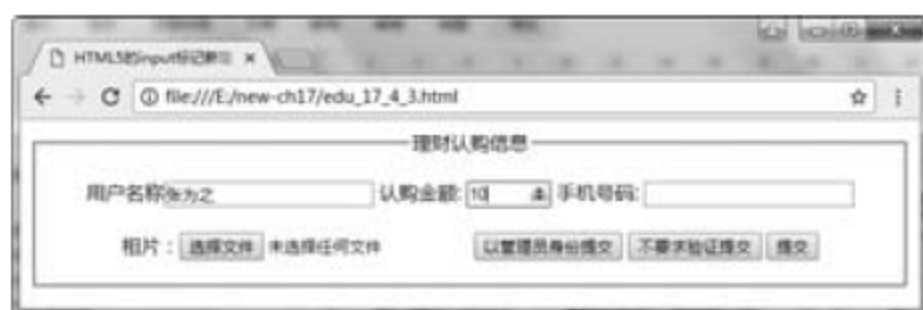 HTML5的input标记新
file:///E:/new-ch17/edu_17_4_3.html
理财认购信息
用户名称张为之 认购金额: 10 手机号码:
相片： 选择文件 未选择任何文件 以管理员身份提交 不要求验证提交 提交